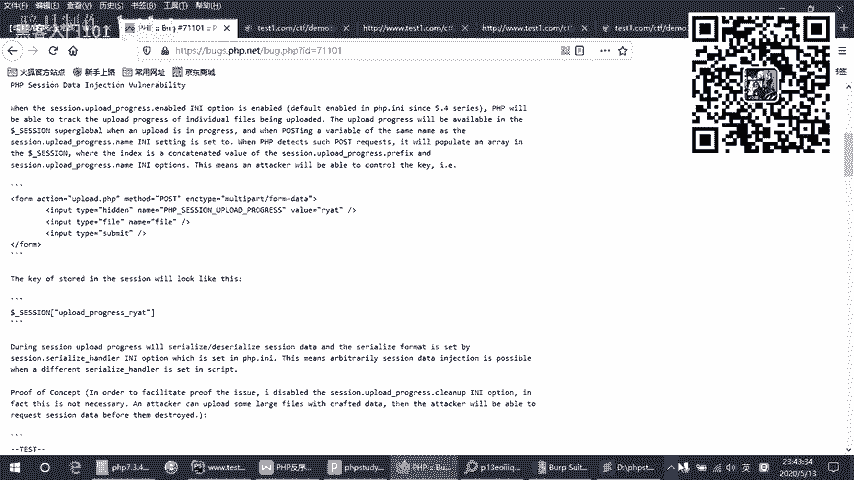 文件(F) 编辑(E) 查看(V) 历史(S) 书签(B) 工具(T) 帮助(H)
PHP :: Bug #71101 :: P
test1.com/ctf/demo
http://www.test1.com/ctf/
http://www.test1.com/ctf/
test1.com/ctf/demo
https://bugs.php.net/bug.php?id=71101
火狐官方站点 新手上路 常用网址 京东商城
PHP Session Data Injection Vulnerability
When the session.upload_progress.enabled INI option is enabled (default enabled in php.ini since 5.4 series), PHP will
be able to track the upload progress of individual files being uploaded. The upload progress will be available in the
$_SESSION superglobal when an upload is in progress, and when POSTing a variable of the same name as the
session.upload_progress.name INI setting is set to. When PHP detects such POST requests, it will populate an array in
the $_SESSION, where the index is a concatenated value of the session.upload_progress.prefix and
session.upload_progress.name INI options. This means an attacker will be able to control the key, i.e.
```
<form action="upload.php" method="POST" enctype="multipart/form-data">
<input type="hidden" name="PHP_SESSION_UPLOAD_PROGRESS" value="ryat" />
<input type="file" name="file" />
<input type="submit" />
</form>
```
The key of stored in the session will look like this:
```
$_SESSION["upload_progress_ryat"]
```
During session upload progress will serialize/deserialize session data and the serialize format is set by
session.serialize_handler INI option which is set in php.ini. This means arbitrarily session data injection is possible
when a different serialize_handler is set in script.
Proof of Concept (In order to facilitate proof the issue, i disabled the session.upload_progress.cleanup INI option, in
fact this is not necessary. An attacker can upload some large files with crafted data, then the attacker will be able to
request session data before them destroyed.):
```
--TEST--
php7.3.4...
www.test...
PHP反序...
phpstudy...
PHP :: Bu...
p13eoiiq...
Burp Suit...
D:\phpst...
英
23:43:34
2020/5/13